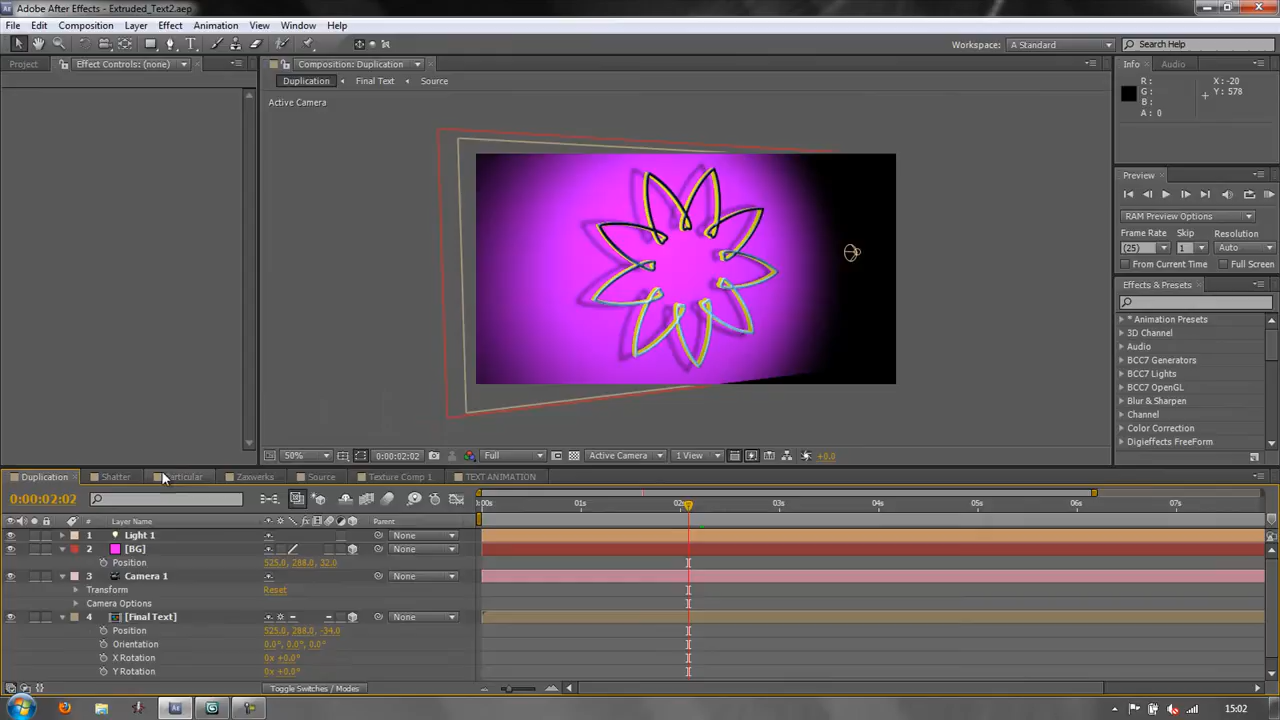 Adobe After Effects - Extruded_Text2.aep
File Edit Composition Layer Effect Animation View Window Help
Workspace: A Standard Search Help
Project Effect Controls: (none) Composition: Duplication Info Audio
Duplication Final Text Source
Active Camera
R: X: -20
G: Y: 578
B:
A: 0
Preview
RAM Preview Options
Frame Rate Skip Resolution
(25) 1 Auto
From Current Time Full Screen
Effects & Presets
* Animation Presets
3D Channel
Audio
BCC7 Generators
BCC7 Lights
BCC7 OpenGL
Blur & Sharpen
Channel
Color Correction
Digieffects FreeForm
50% 0:00:02:02 Full Active Camera 1 View +0.0
Duplication Shatter Particular Zaxwerks Source Texture Comp 1 TEXT ANIMATION
0:00:02:02
:00s 01s 02s 03s 04s 05s 06s 07s
# Layer Name Parent
1 Light 1 None
2 [BG] None
Position 525.0, 288.0, 32.0
3 Camera 1 None
Transform Reset
Camera Options
4 [Final Text] None
Position 525.0, 288.0, -34.0
Orientation 0.0°, 0.0°, 0.0°
X Rotation 0x +0.0°
Y Rotation 0x +0.0°
Toggle Switches / Modes
15:02